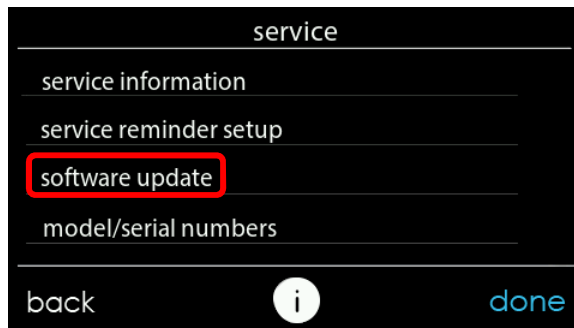 service
service information
service reminder setup
software update
model/serial numbers
back i done